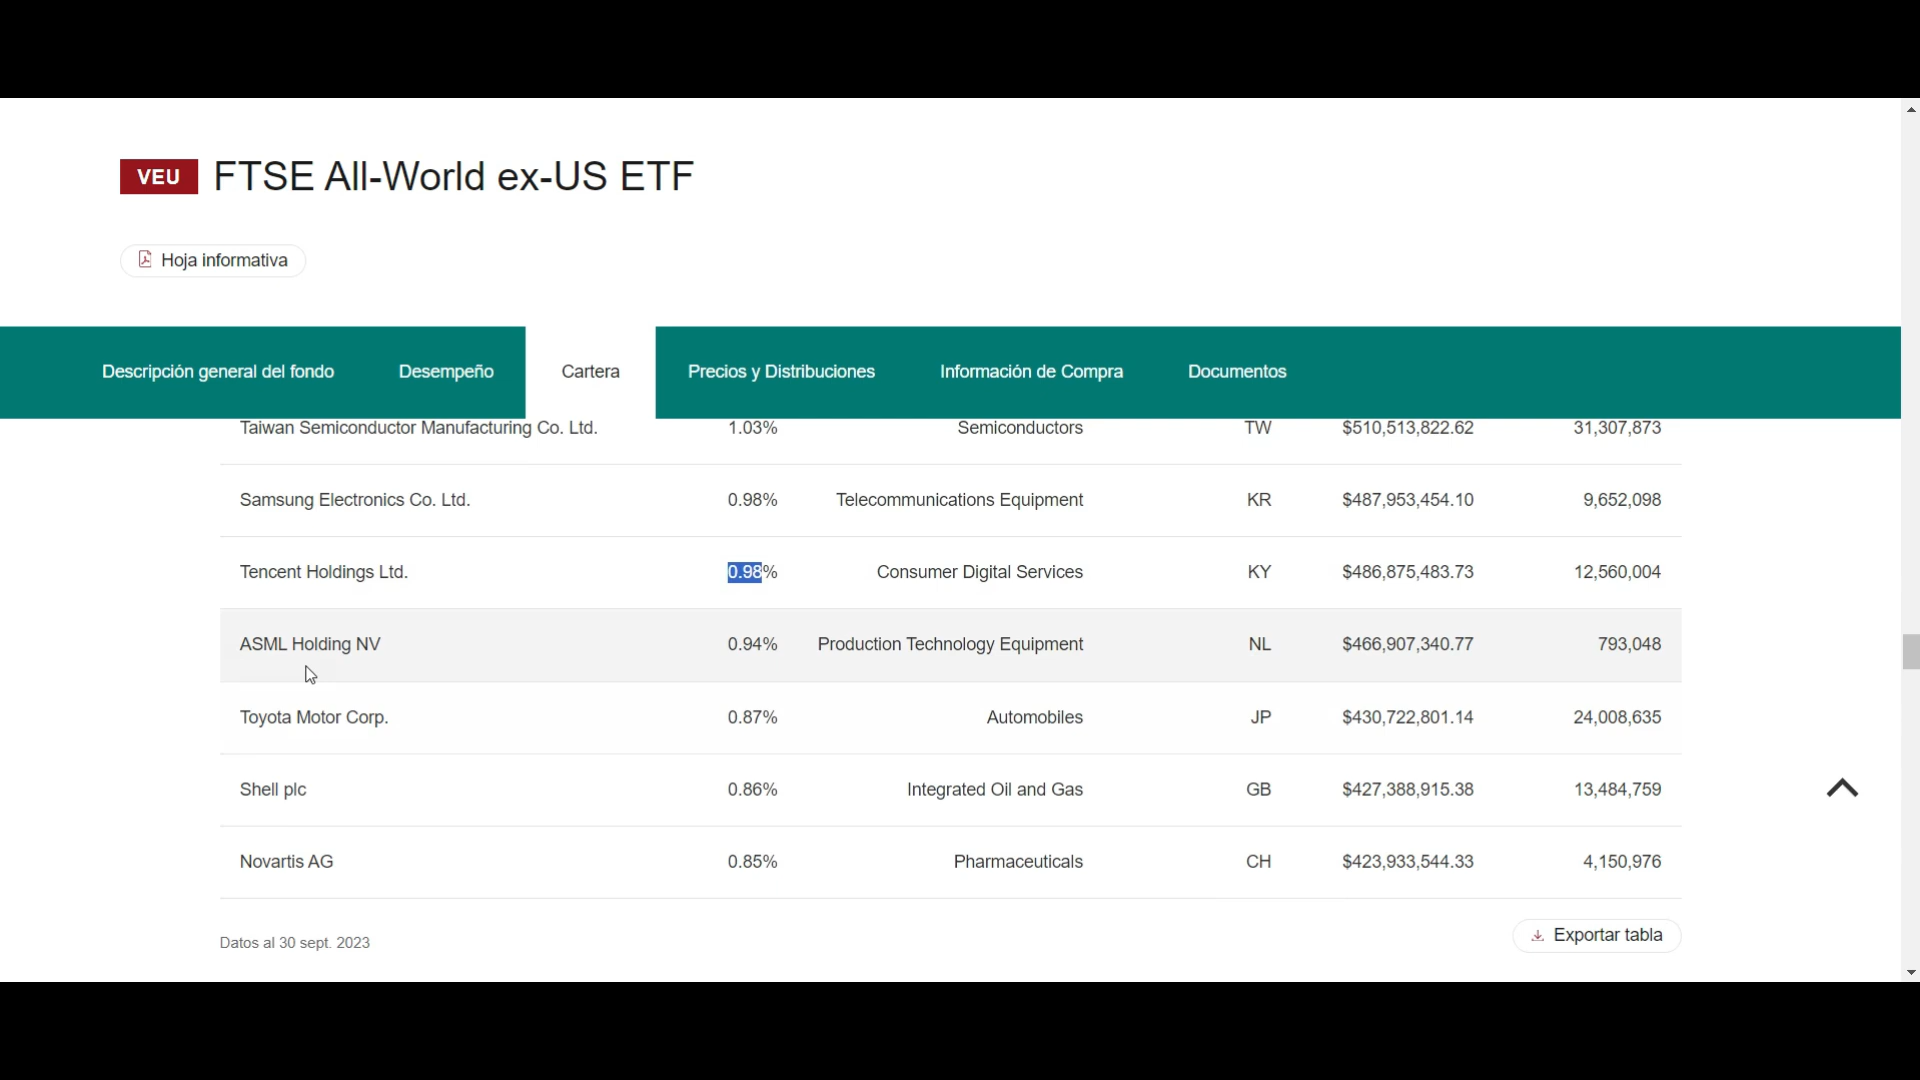 VEU FTSE All-World ex-US ETF
Hoja informativa
Descripción general del fondo Desempeño Cartera Precios y Distribuciones Información de Compra Documentos
Taiwan Semiconductor Manufacturing Co. Ltd. 1.03% Semiconductors TW $510,513,822.62 31,307,873
Samsung Electronics Co. Ltd. 0.98% Telecommunications Equipment KR $487,953,454.10 9,652,098
Tencent Holdings Ltd. 0.98% Consumer Digital Services KY $486,875,483.73 12,560,004
ASML Holding NV 0.94% Production Technology Equipment NL $466,907,340.77 793,048
Toyota Motor Corp. 0.87% Automobiles JP $430,722,801.14 24,008,635
Shell plc 0.86% Integrated Oil and Gas GB $427,388,915.38 13,484,759
Novartis AG 0.85% Pharmaceuticals CH $423,933,544.33 4,150,976
Datos al 30 sept. 2023 Exportar tabla